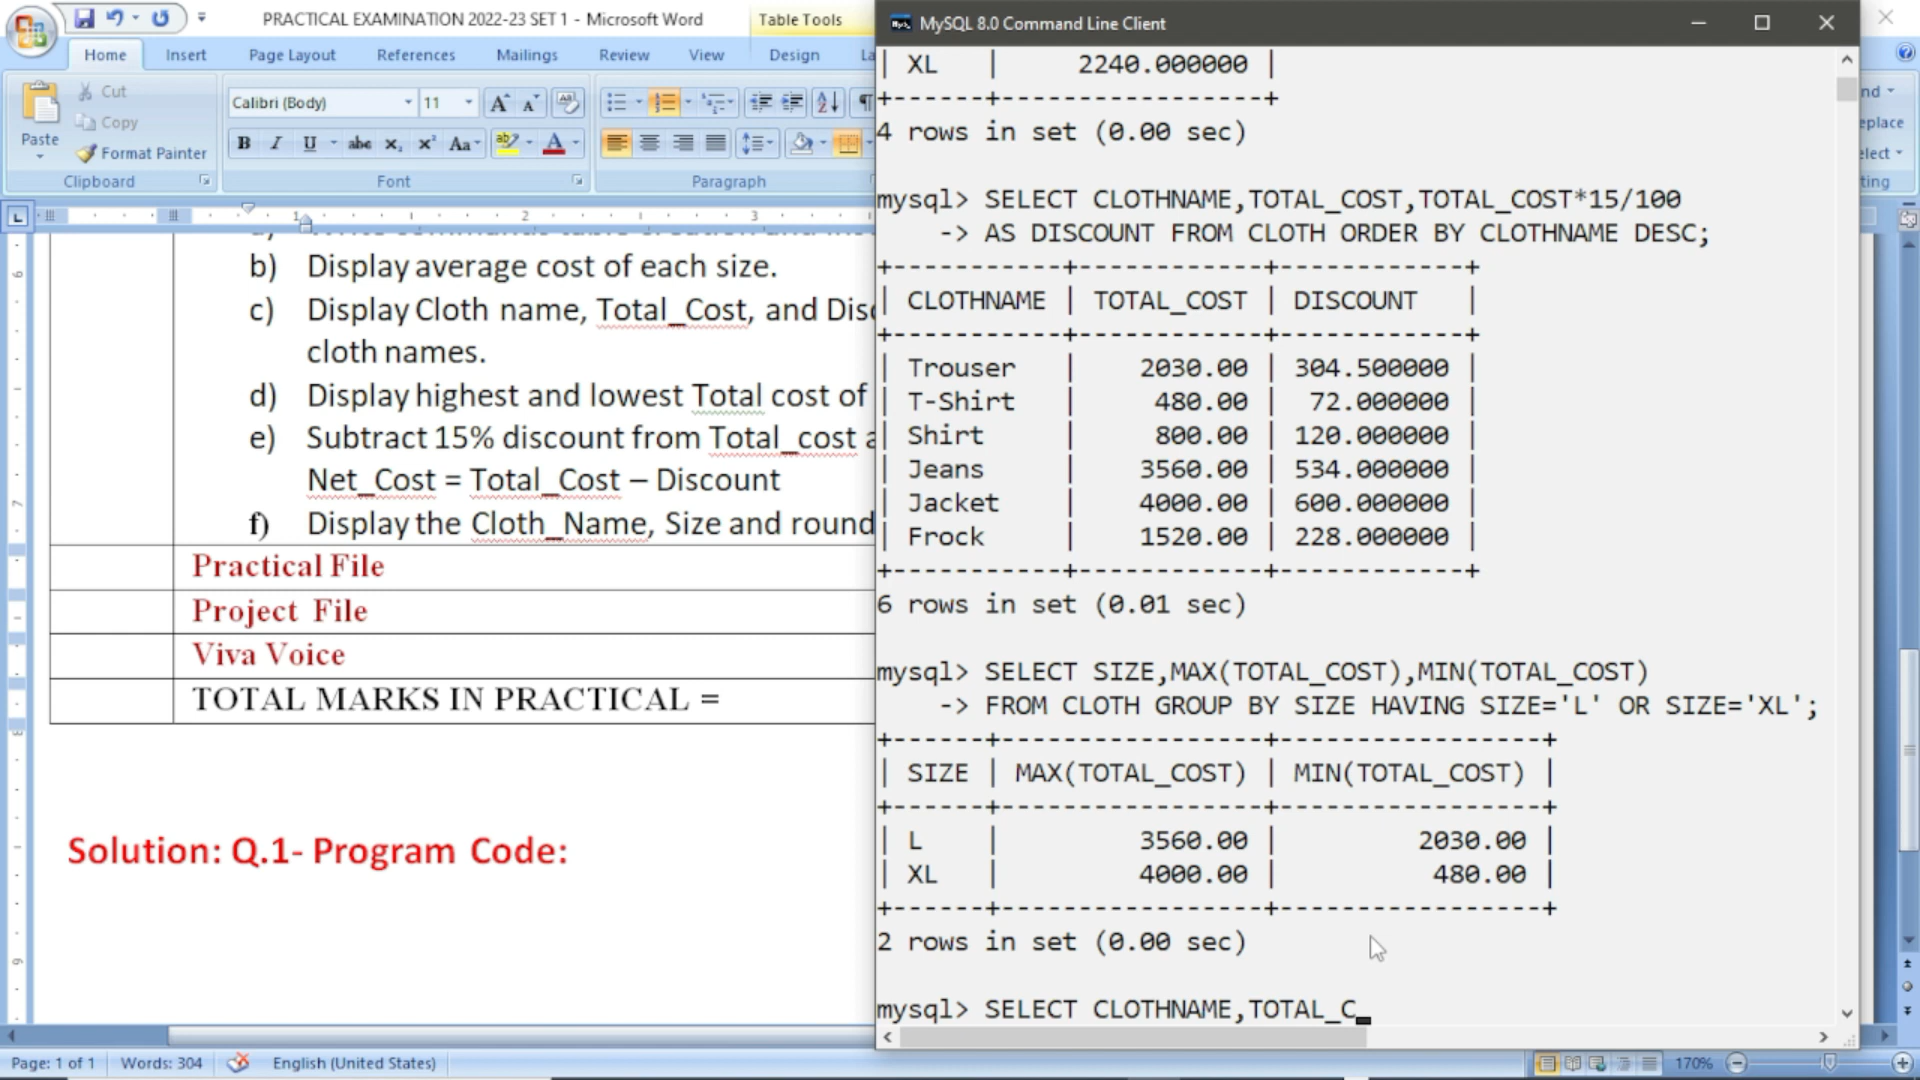 PRACTICAL EXAMINATION 2022-23 SET 1 - Microsoft Word
Table Tools
Home Insert Page Layout References Mailings Review View Design La
Cut
Copy
Format Painter
Paste
Clipboard
Calibri (Body) 11
Font
Paragraph
b) Display average cost of each size.
c) Display Cloth name, Total_Cost, and Disc
cloth names.
d) Display highest and lowest Total cost of
e) Subtract 15% discount from Total_cost a
Net_Cost = Total_Cost – Discount
f) Display the Cloth_Name, Size and round
Practical File
Project File
Viva Voice
TOTAL MARKS IN PRACTICAL =
Solution: Q.1- Program Code:
Page: 1 of 1 Words: 304 English (United States)
170%
MySQL 8.0 Command Line Client
| XL | 2240.000000 |
+------+-----------------+
4 rows in set (0.00 sec)
mysql> SELECT CLOTHNAME,TOTAL_COST,TOTAL_COST*15/100
-> AS DISCOUNT FROM CLOTH ORDER BY CLOTHNAME DESC;
+-----------+------------+------------+
| CLOTHNAME | TOTAL_COST | DISCOUNT |
+-----------+------------+------------+
| Trouser | 2030.00 | 304.500000 |
| T-Shirt | 480.00 | 72.000000 |
| Shirt | 800.00 | 120.000000 |
| Jeans | 3560.00 | 534.000000 |
| Jacket | 4000.00 | 600.000000 |
| Frock | 1520.00 | 228.000000 |
+-----------+------------+------------+
6 rows in set (0.01 sec)
mysql> SELECT SIZE,MAX(TOTAL_COST),MIN(TOTAL_COST)
-> FROM CLOTH GROUP BY SIZE HAVING SIZE='L' OR SIZE='XL';
+------+-----------------+-----------------+
| SIZE | MAX(TOTAL_COST) | MIN(TOTAL_COST) |
+------+-----------------+-----------------+
| L | 3560.00 | 2030.00 |
| XL | 4000.00 | 480.00 |
+------+-----------------+-----------------+
2 rows in set (0.00 sec)
mysql> SELECT CLOTHNAME,TOTAL_C